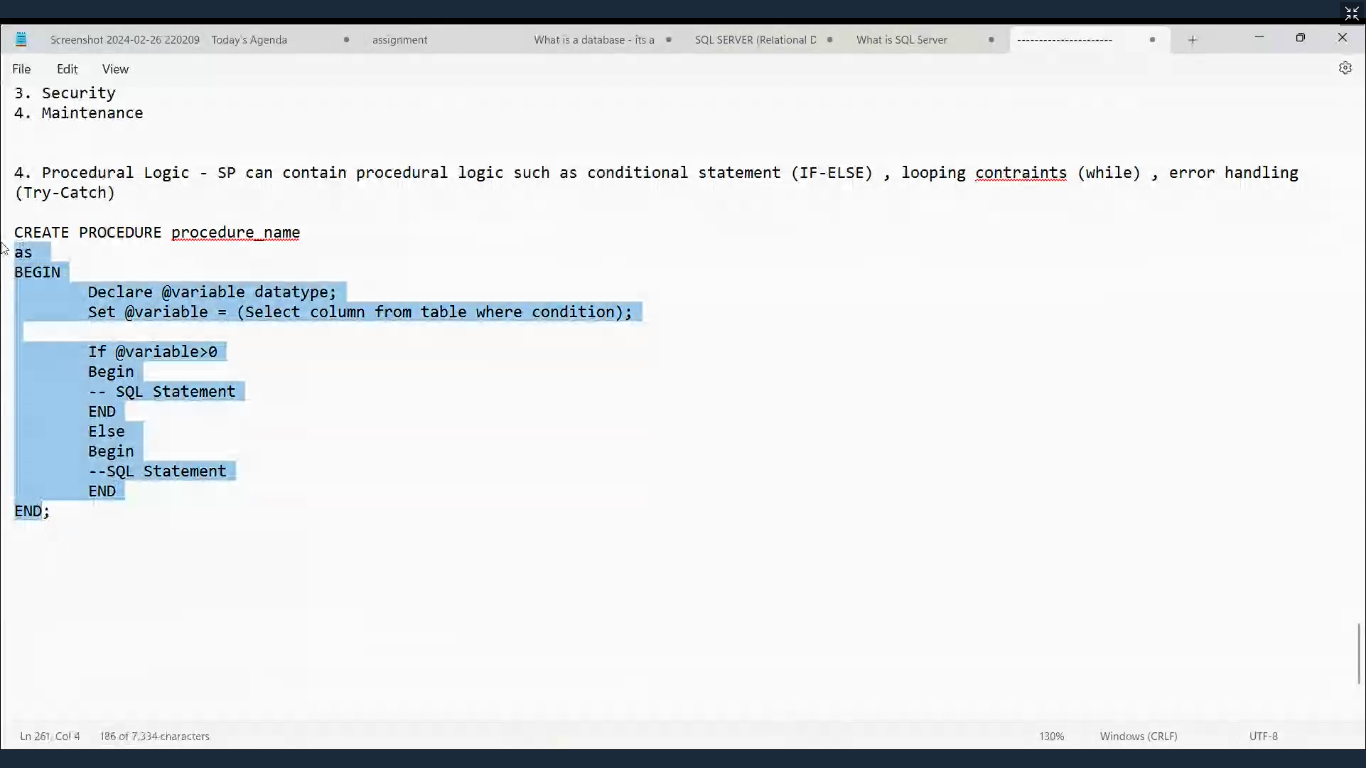 Screenshot 2024-02-26 220209 Today's Agenda assignment What is a database - its a SQL SERVER (Relational D What is SQL Server -----------------------
File Edit View
3. Security
4. Maintenance
4. Procedural Logic - SP can contain procedural logic such as conditional statement (IF-ELSE) , looping contraints (while) , error handling
(Try-Catch)
CREATE PROCEDURE procedure_name
as
BEGIN
Declare @variable datatype;
Set @variable = (Select column from table where condition);
If @variable>0
Begin
-- SQL Statement
END
Else
Begin
--SQL Statement
END
END;
Ln 261, Col 4 186 of 7,334 characters 130% Windows (CRLF) UTF-8